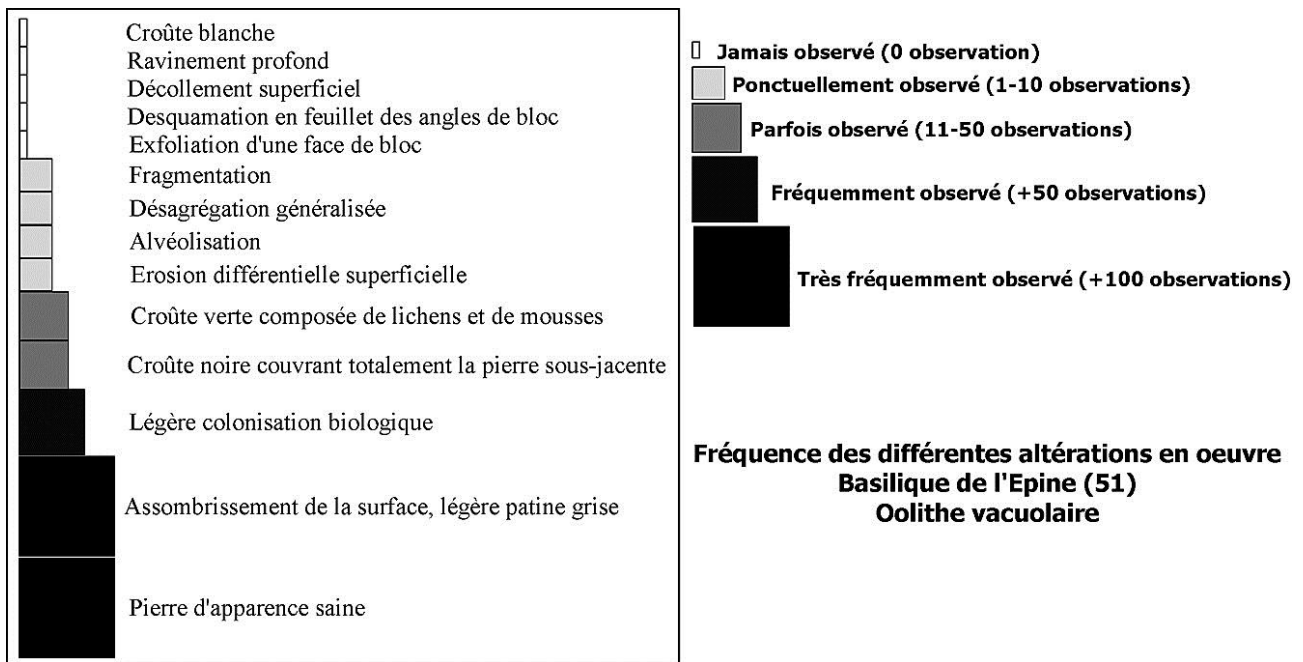 Croûte blanche
Ravinement profond
Décollement superficiel
Desquamation en feuillet des angles de bloc
Exfoliation d'une face de bloc
Fragmentation
Désagrégation généralisée
Alvéolisation
Erosion différentielle superficielle
Croûte verte composée de lichens et de mousses
Croûte noire couvrant totalement la pierre sous-jacente
Légère colonisation biologique
Assombrissement de la surface, légère patine grise
Pierre d'apparence saine
Jamais observé (0 observation)
Ponctuellement observé (1-10 observations)
Parfois observé (11-50 observations)
Fréquemment observé (+50 observations)
Très fréquemment observé (+100 observations)
Fréquence des différentes altérations en oeuvre
Basilique de l'Epine (51)
Oolithe vacuolaire